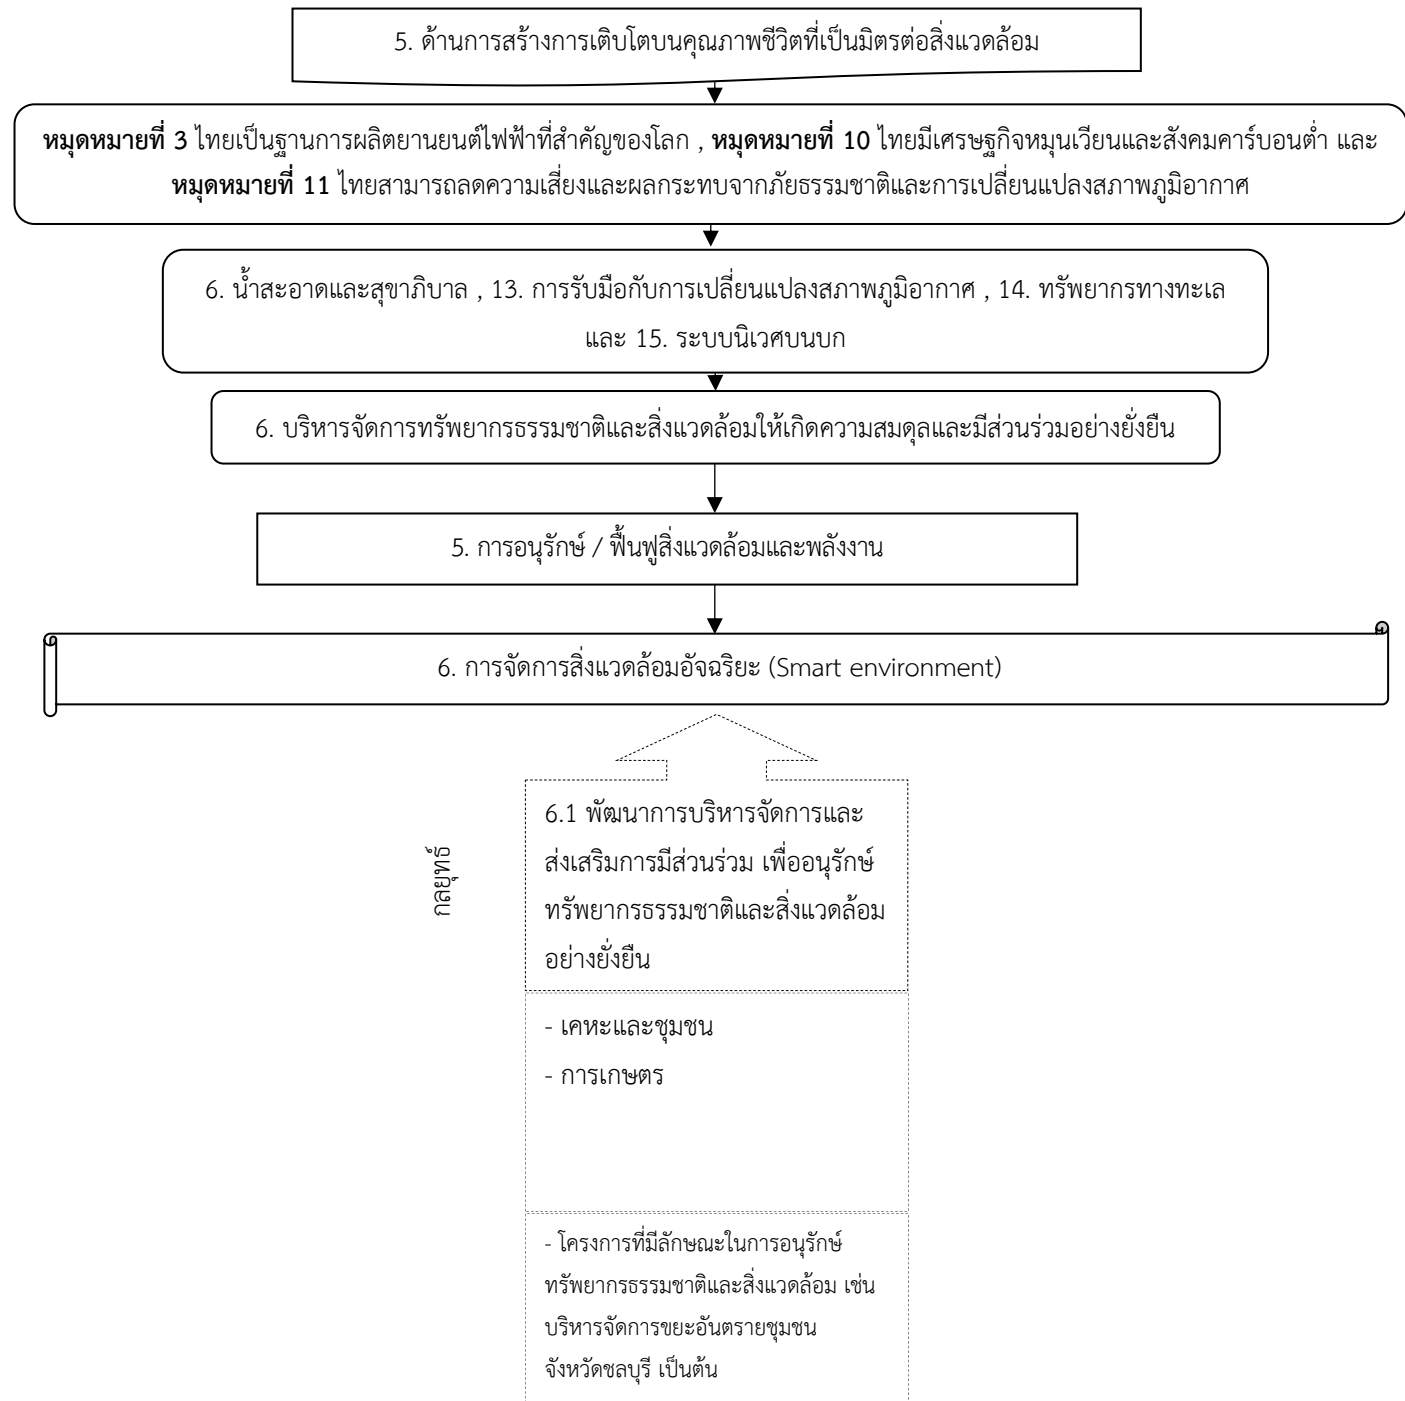 5. ด้านการสร้างการเติบโตบนคุณภาพชีวิตที่เป็นมิตรต่อสิ่งแวดล้อม
หมุดหมายที่ 3 ไทยเป็นฐานการผลิตยานยนต์ไฟฟ้าที่สำคัญของโลก , หมุดหมายที่ 10 ไทยมีเศรษฐกิจหมุนเวียนและสังคมคาร์บอนต่ำ และ
หมุดหมายที่ 11 ไทยสามารถลดความเสี่ยงและผลกระทบจากภัยธรรมชาติและการเปลี่ยนแปลงสภาพภูมิอากาศ
6. น้ำสะอาดและสุขาภิบาล , 13. การรับมือกับการเปลี่ยนแปลงสภาพภูมิอากาศ , 14. ทรัพยากรทางทะเล
และ 15. ระบบนิเวศบนบก
6. บริหารจัดการทรัพยากรธรรมชาติและสิ่งแวดล้อมให้เกิดความสมดุลและมีส่วนร่วมอย่างยั่งยืน
5. การอนุรักษ์ / ฟื้นฟูสิ่งแวดล้อมและพลังงาน
6. การจัดการสิ่งแวดล้อมอัจฉริยะ (Smart environment)
กลยุทธ์
6.1 พัฒนาการบริหารจัดการและ
ส่งเสริมการมีส่วนร่วม เพื่ออนุรักษ์
ทรัพยากรธรรมชาติและสิ่งแวดล้อม
อย่างยั่งยืน
- เคหะและชุมชน
- การเกษตร
- โครงการที่มีลักษณะในการอนุรักษ์
ทรัพยากรธรรมชาติและสิ่งแวดล้อม เช่น
บริหารจัดการขยะอันตรายชุมชน
จังหวัดชลบุรี เป็นต้น